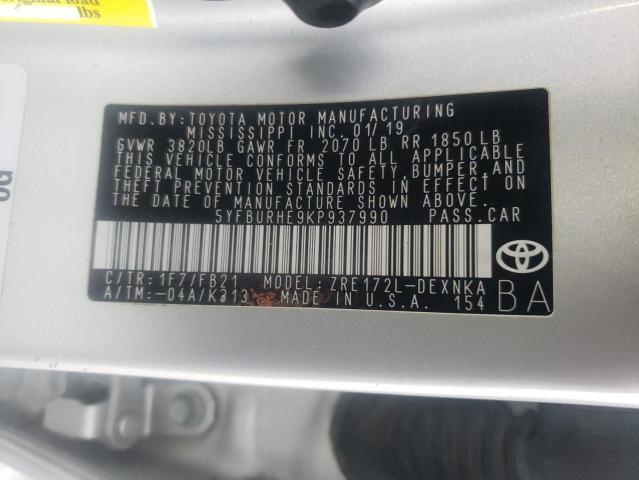 original load
lbs
MFD. BY: TOYOTA MOTOR MANUFACTURING
MISSISSIPPI INC. 01/19
GVWR 3820LB GAWR FR 2070 LB RR 1850 LB
THIS VEHICLE CONFORMS TO ALL APPLICABLE
FEDERAL MOTOR VEHICLE SAFETY, BUMPER, AND
THEFT PREVENTION STANDARDS IN EFFECT ON
THE DATE OF MANUFACTURE SHOWN ABOVE.
5YFBURHE9KP937990 PASS.CAR
C/TR: 1F7/FB21 MODEL: ZRE172L-DEXNKA
A/TM:-04A/K313 MADE IN U.S.A. 154
BA